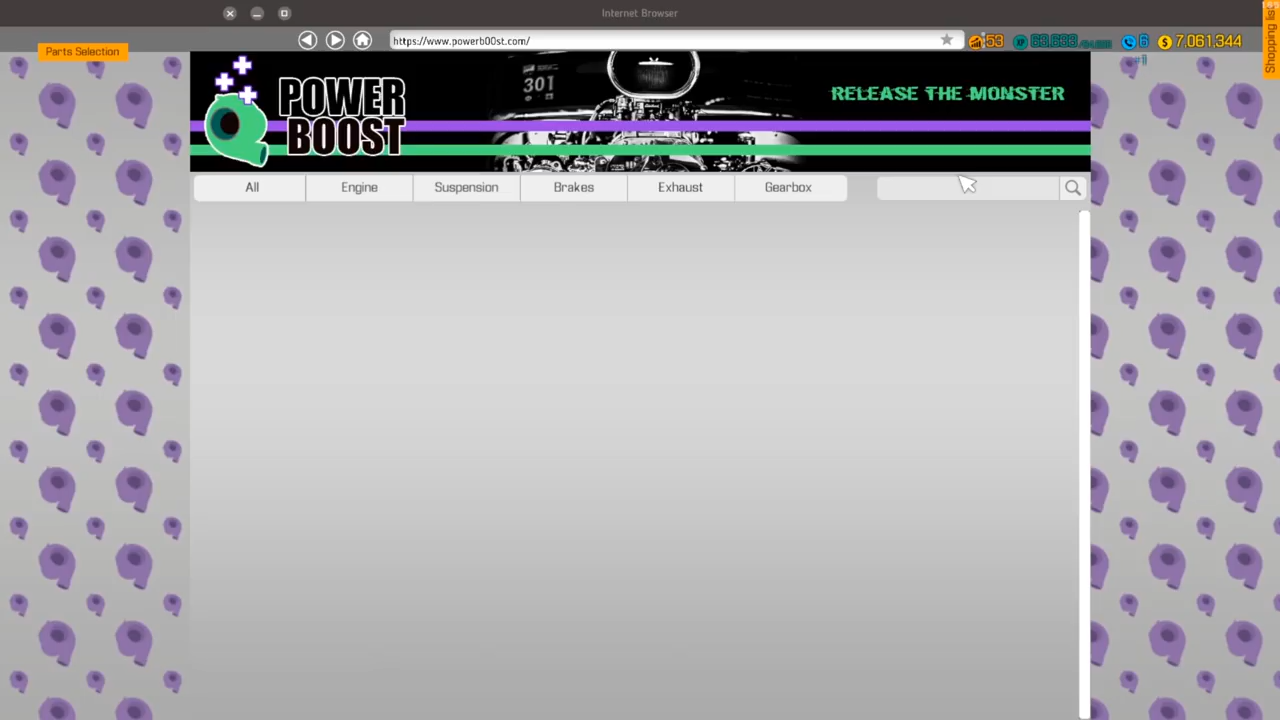 Internet Browser
https://www.powerb00st.com/
53
6
7,061,344
Parts Selection
Shopping list
POWER
BOOST
301
RELEASE THE MONSTER
All
Engine
Suspension
Brakes
Exhaust
Gearbox